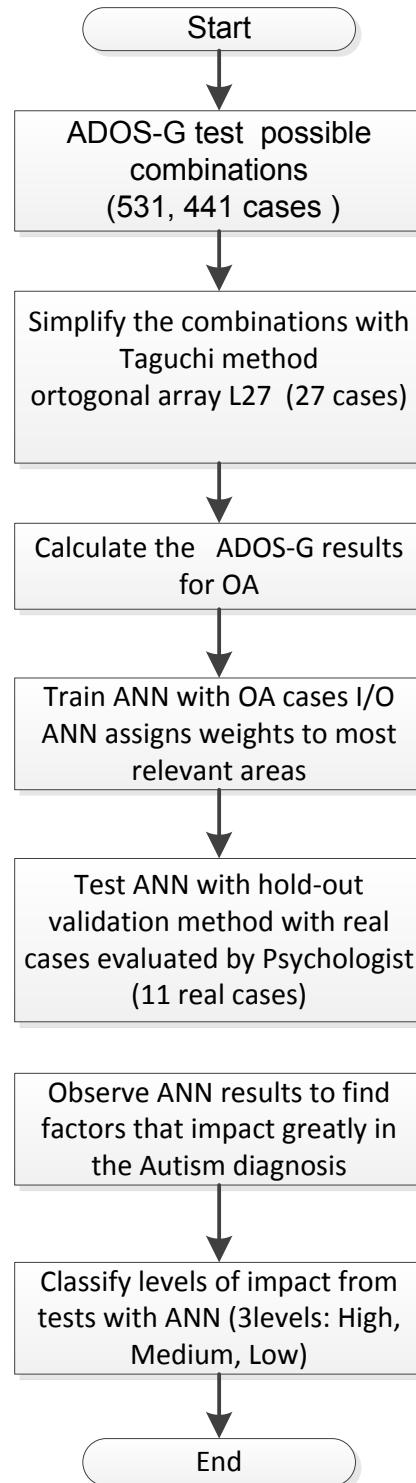 Start
ADOS-G test possible
combinations
(531, 441 cases )
Simplify the combinations with
Taguchi method
ortogonal array L27 (27 cases)
Calculate the ADOS-G results
for OA
Train ANN with OA cases I/O
ANN assigns weights to most
relevant areas
Test ANN with hold-out
validation method with real
cases evaluated by Psychologist
(11 real cases)
Observe ANN results to find
factors that impact greatly in
the Autism diagnosis
Classify levels of impact from
tests with ANN (3levels: High,
Medium, Low)
End